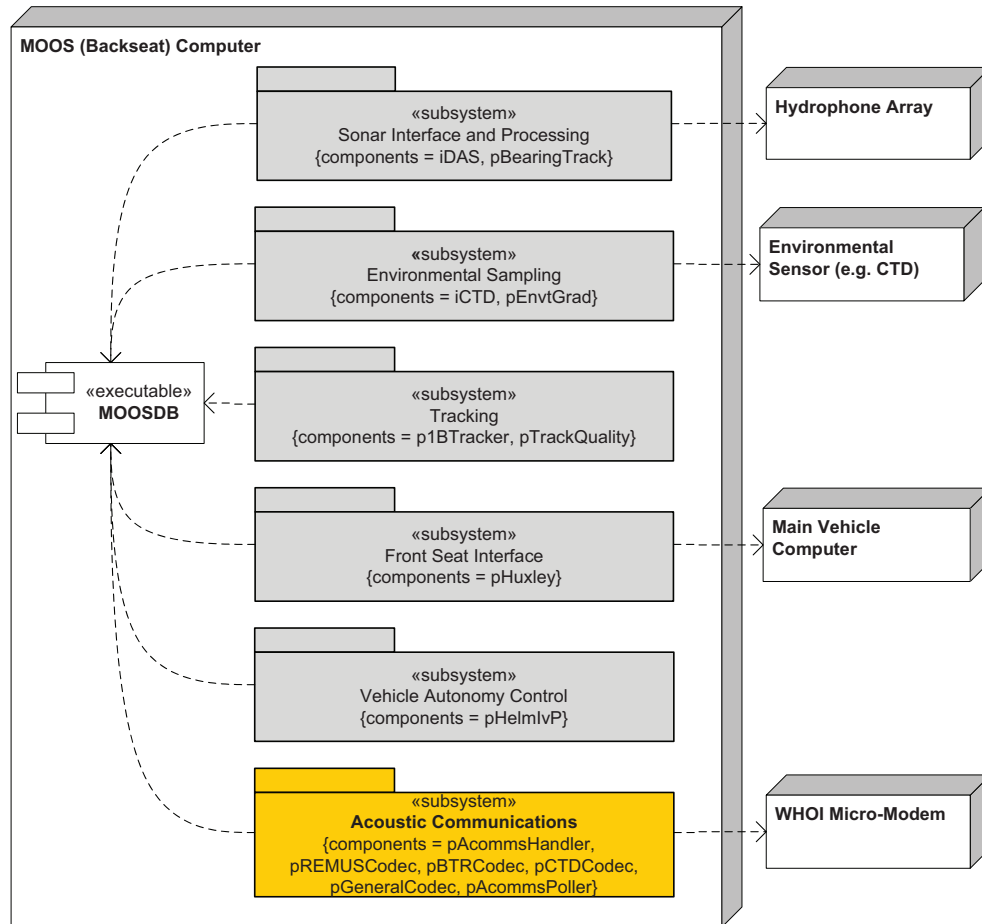 MOOS (Backseat) Computer
«subsystem»
Sonar Interface and Processing
{components = iDAS, pBearingTrack}
Hydrophone Array
«subsystem»
Environmental Sampling
{components = iCTD, pEnvtGrad}
Environmental
Sensor (e.g. CTD)
«executable»
MOOSDB
«subsystem»
Tracking
{components = p1BTracker, pTrackQuality}
«subsystem»
Front Seat Interface
{components = pHuxley}
Main Vehicle
Computer
«subsystem»
Vehicle Autonomy Control
{components = pHelmIvP}
«subsystem»
Acoustic Communications
{components = pAcommsHandler,
pREMUSCodec, pBTRCodec, pCTDCodec,
pGeneralCodec, pAcommsPoller}
WHOI Micro-Modem